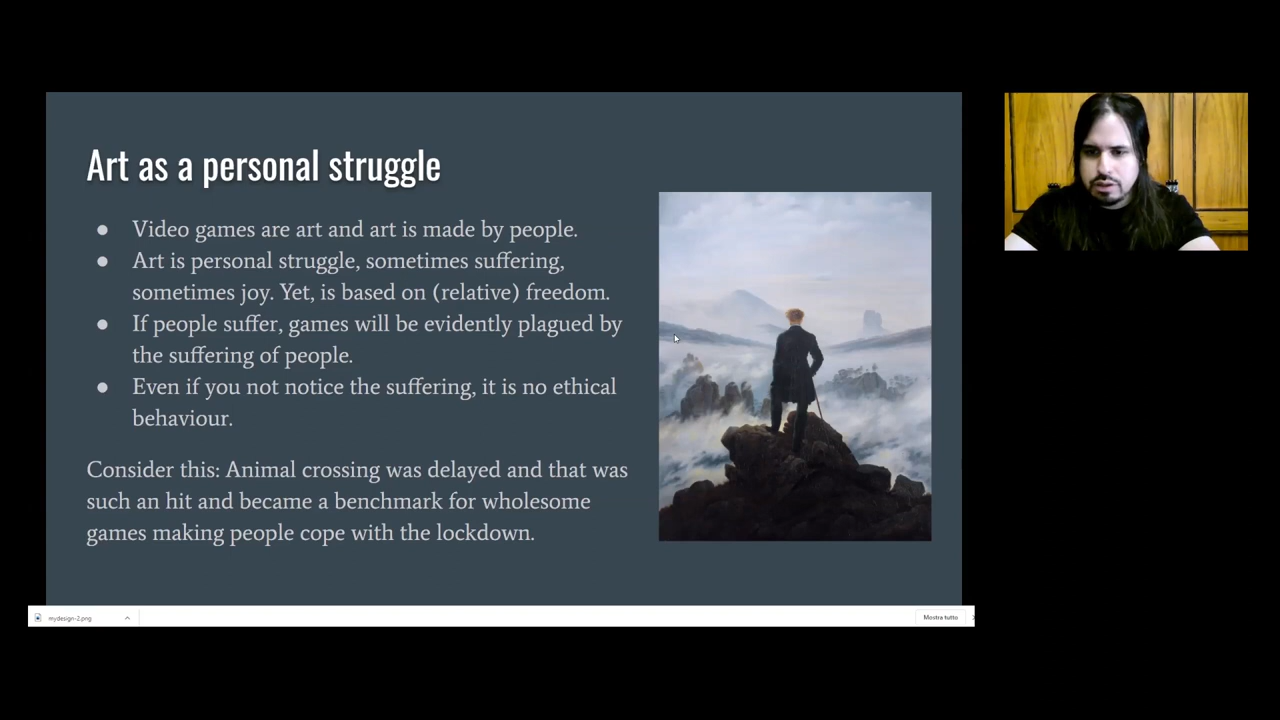 Art as a personal struggle
● Video games are art and art is made by people.
● Art is personal struggle, sometimes suffering,
sometimes joy. Yet, is based on (relative) freedom.
● If people suffer, games will be evidently plagued by
the suffering of people.
● Even if you not notice the suffering, it is no ethical
behaviour.
Consider this: Animal crossing was delayed and that was
such an hit and became a benchmark for wholesome
games making people cope with the lockdown.
mydesign-2.png
Mostra tutto